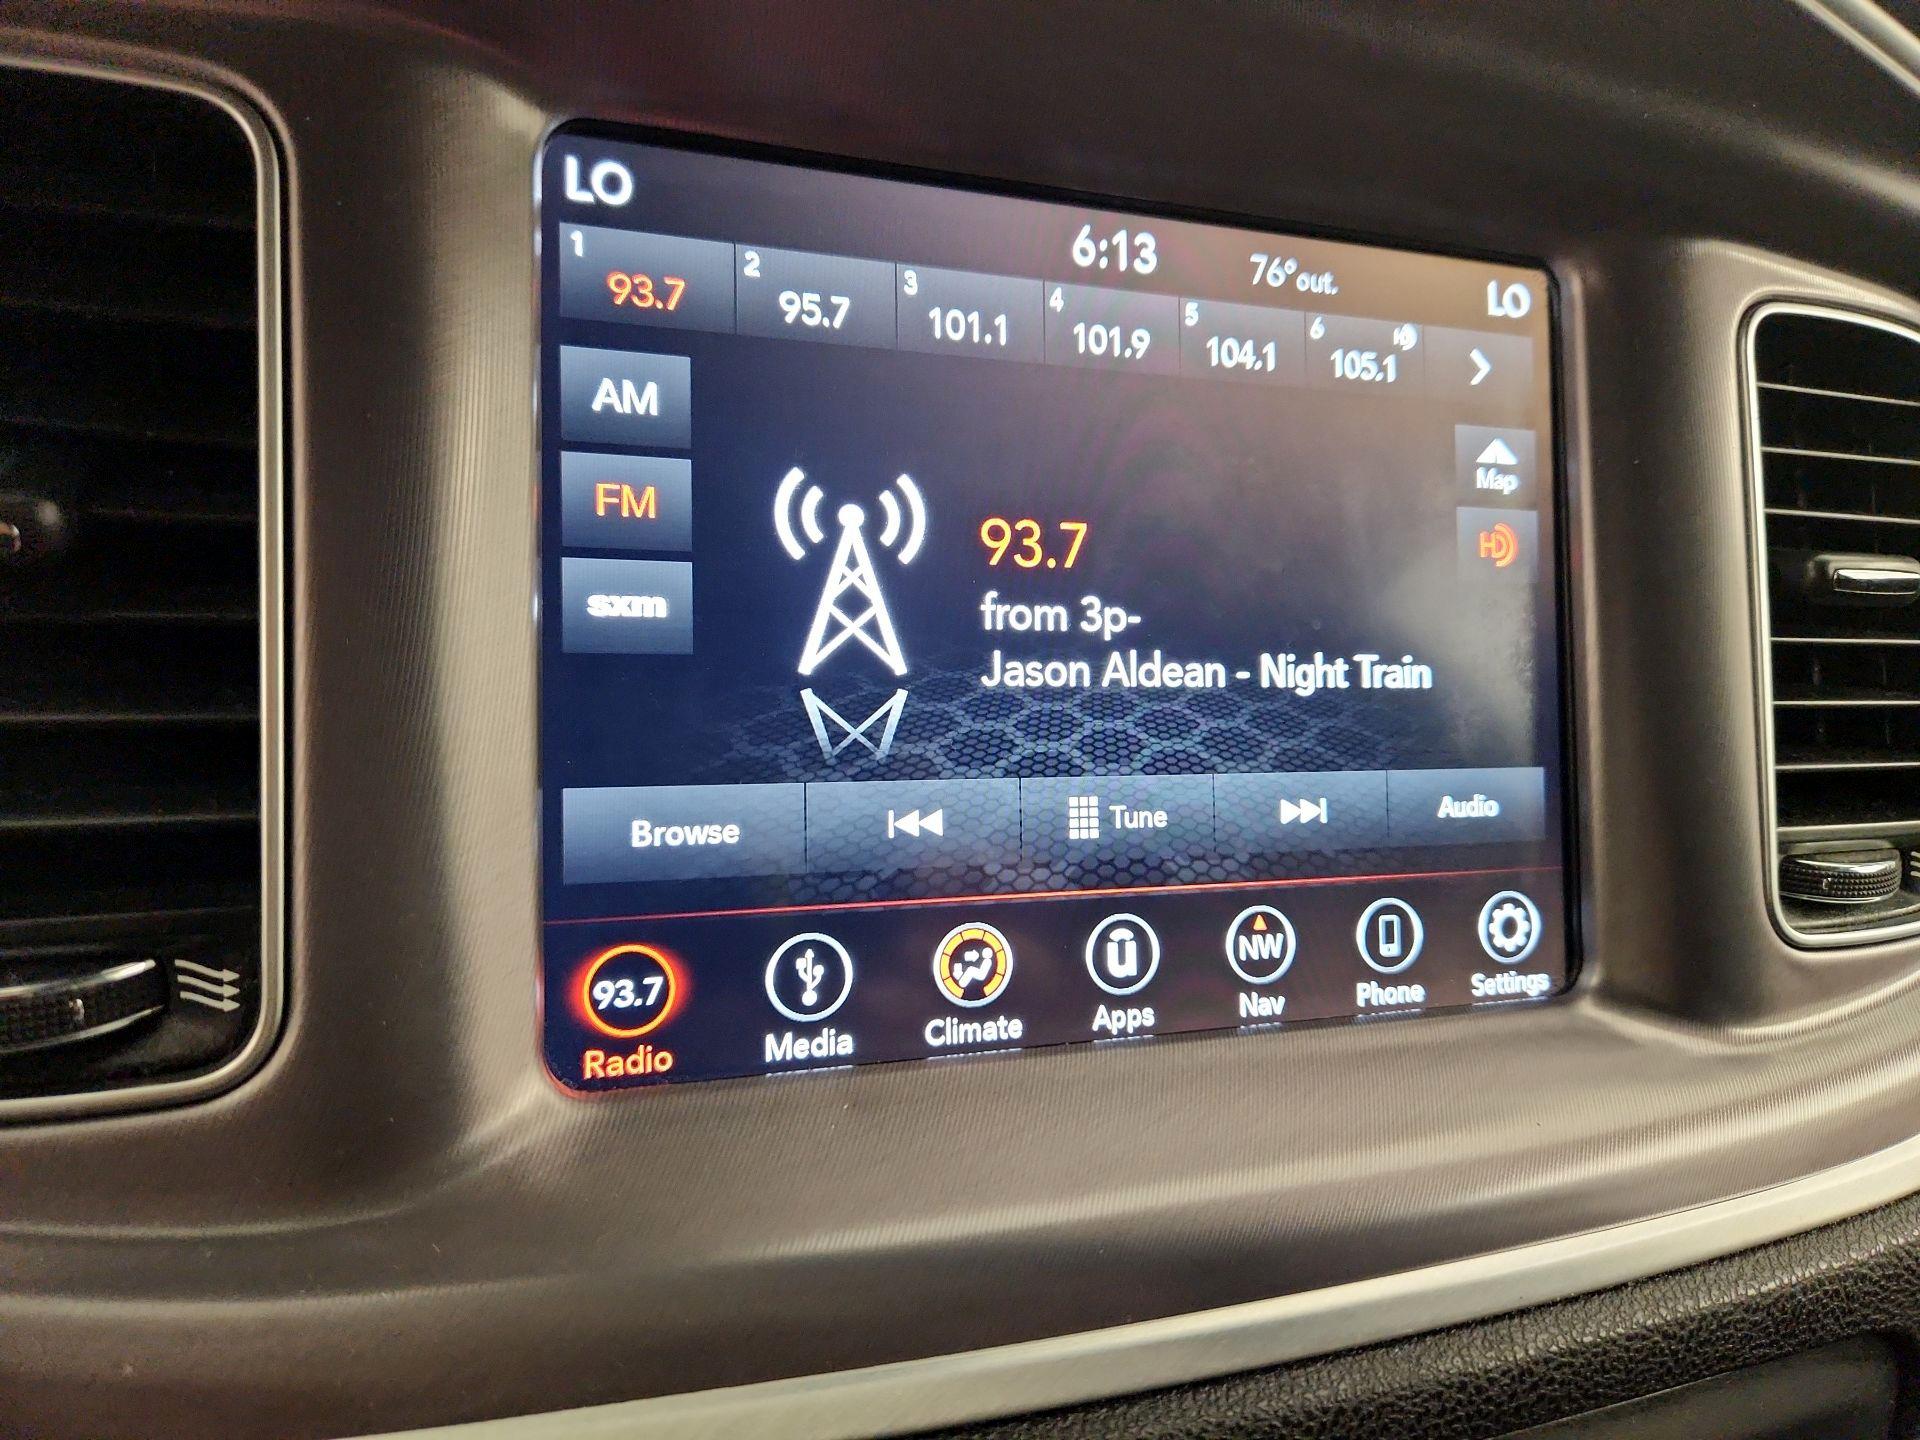 LO
6:13
76° out.
LO
1
93.7
2
95.7
3
101.1
4
101.9
5
104.1
6
HD
105.1
AM
FM
sxm
Map
HD
93.7
from 3p-
Jason Aldean - Night Train
Browse
Tune
Audio
93.7
Radio
Media
Climate
u
Apps
NW
Nav
Phone
Settings